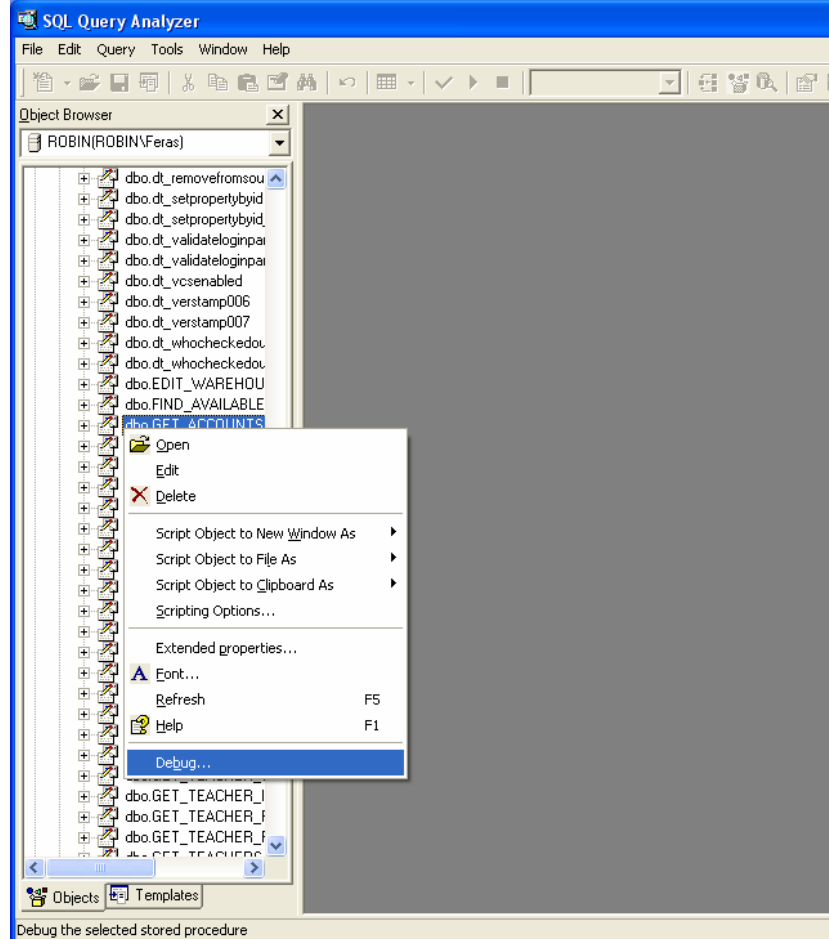 SQL Query Analyzer
File Edit Query Tools Window Help
Object Browser
ROBIN(ROBIN\Feras)
dbo.dt_removefromsou
dbo.dt_setpropertybyid
dbo.dt_setpropertybyid_
dbo.dt_validateloginpar
dbo.dt_validateloginpar
dbo.dt_vcsenabled
dbo.dt_verstamp006
dbo.dt_verstamp007
dbo.dt_whocheckedou
dbo.dt_whocheckedou
dbo.EDIT_WAREHOU
dbo.FIND_AVAILABLE
dbo.GET_ACCOUNTS
Open
Edit
Delete
Script Object to New Window As
Script Object to File As
Script Object to Clipboard As
Scripting Options...
Extended properties...
Font...
Refresh F5
Help F1
Debug...
dbo.GET_TEACHER_I
dbo.GET_TEACHER_F
dbo.GET_TEACHER_F
dbo.GET_TEACHERS
Objects Templates
Debug the selected stored procedure